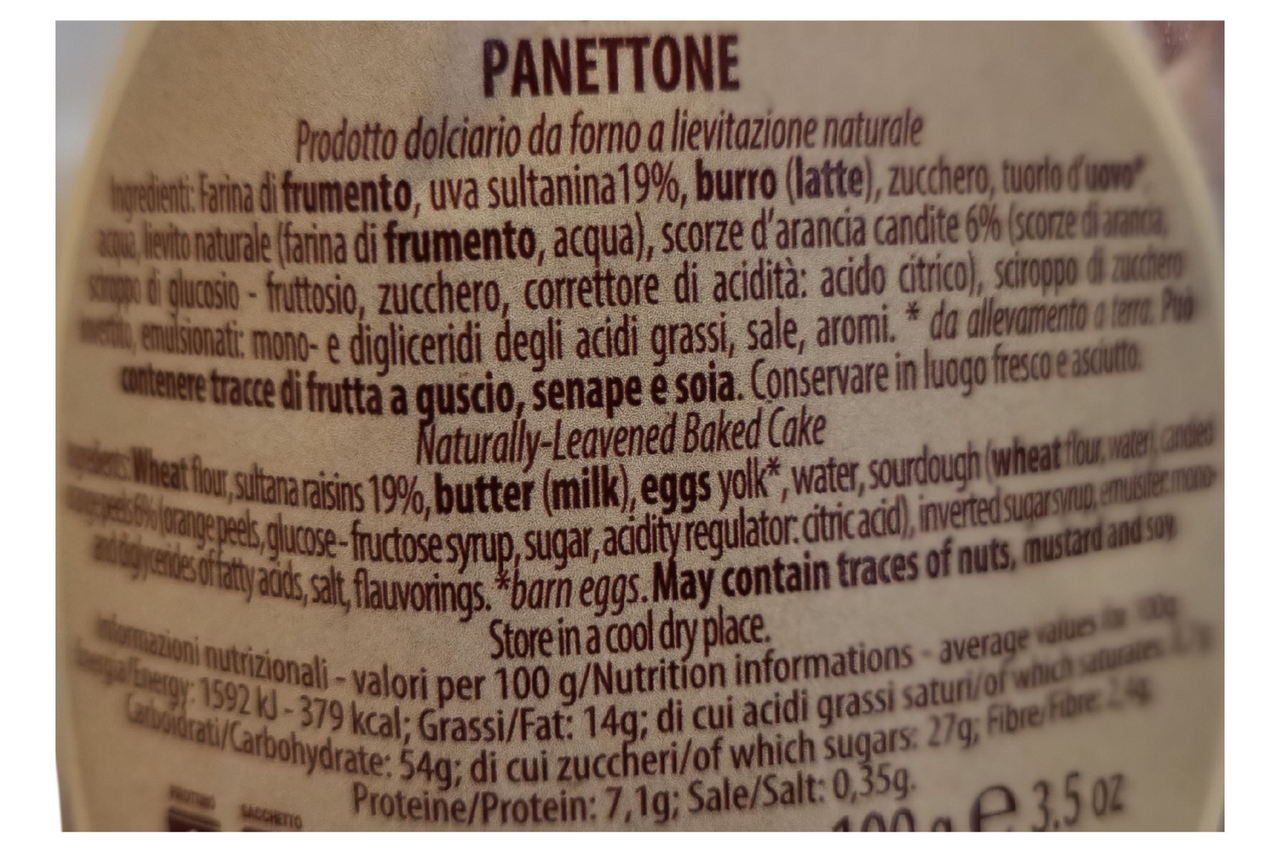 PANETTONE
Prodotto dolciario da forno a lievitazione naturale
Ingredienti: Farina di frumento, uva sultanina 19%, burro (latte), zucchero, tuorlo d'uovo*,
acqua, lievito naturale (farina di frumento, acqua), scorze d'arancia candite 6% (scorze di arancia,
sciroppo di glucosio - fruttosio, zucchero, correttore di acidità: acido citrico), sciroppo di zucchero
invertito, emulsionati: mono- e digliceridi degli acidi grassi, sale, aromi. * da allevamento a terra. Può
contenere tracce di frutta a guscio, senape e soia. Conservare in luogo fresco e asciutto.
Naturally-Leavened Baked Cake
Ingredients: Wheat flour, sultana raisins 19%, butter (milk), eggs yolk*, water, sourdough (wheat flour, water), candied
orange peels 6% (orange peels, glucose - fructose syrup, sugar, acidity regulator: citric acid), inverted sugar syrup, emulsifer: mono-
and diglycerides of fatty acids, salt, flauvorings. *barn eggs. May contain traces of nuts, mustard and soy.
Store in a cool dry place.
Informazioni nutrizionali - valori per 100 g/Nutrition informations - average values for 100g
Energia/Energy: 1592 kJ - 379 kcal; Grassi/Fat: 14g; di cui acidi grassi saturi/of which saturates:
Carboidrati/Carbohydrate: 54g; di cui zuccheri/of which sugars: 27g; Fibre/Fibre: 2,4g;
Proteine/Protein: 7,1g; Sale/Salt: 0,35g.
SACCHETTO
100 g e 3.5 oz